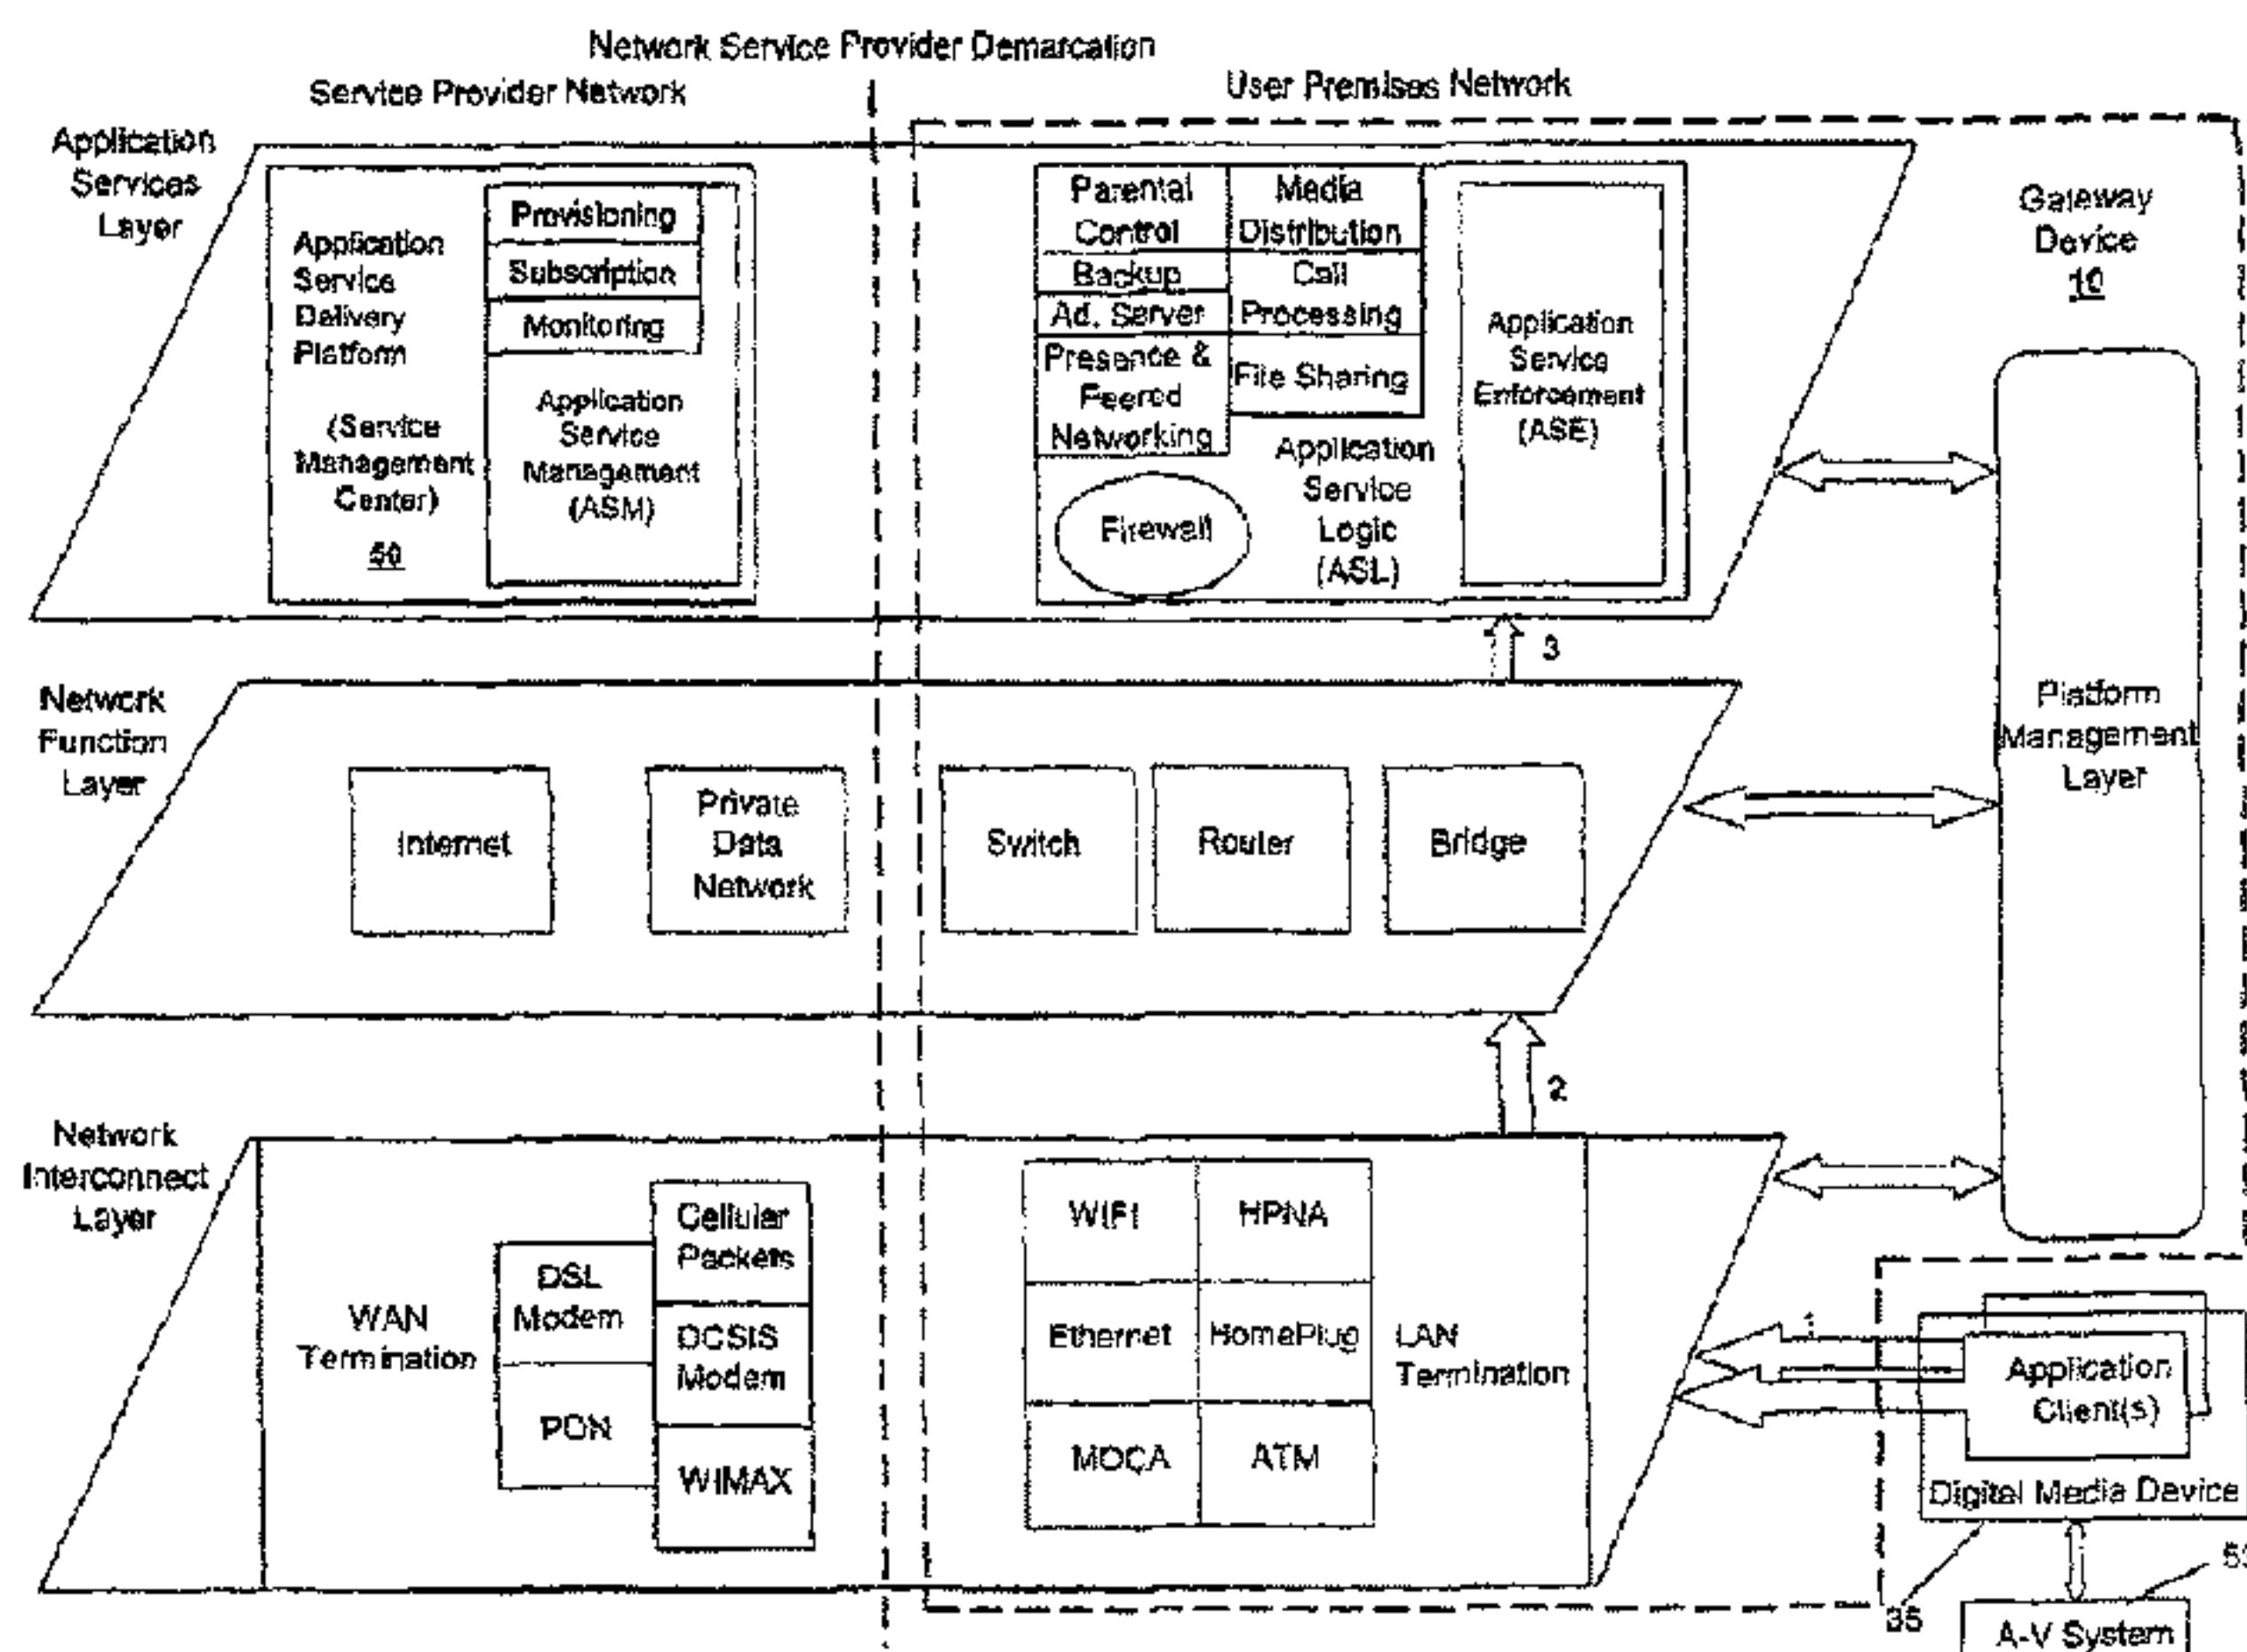 Network Service Provider Demarcation
Service Provider Network
User Premises Network
Application
Services
Layer
Application
Service
Delivery
Platform
(Service
Management
Center)
50
Provisioning
Subscription
Monitoring
Application
Service
Management
(ASM)
Parental
Control
Backup
Ad. Server
Presence &
Peered
Networking
Firewall
Media
Distribution
Call
Processing
File Sharing
Application
Service
Logic
(ASL)
Application
Service
Enforcement
(ASE)
Gateway
Device
10
3
Network
Function
Layer
Internet
Private
Data
Network
Switch
Router
Bridge
Platform
Management
Layer
2
Network
Interconnect
Layer
WAN
Termination
DSL
Modem
PON
Cellular
Packets
DCSIS
Modem
WIMAX
WIFI
HPNA
Ethernet
HomePlug
MOCA
ATM
LAN
Termination
1
Application
Client(s)
Digital Media Device
35
A-V System